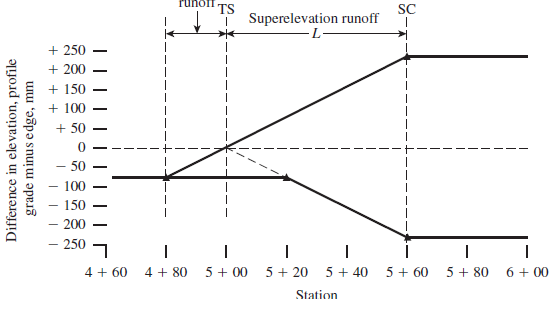 runoff TS
SC
Superelevation runoff
L
Difference in elevation, profile
grade minus edge, mm
+ 250
+ 200
+ 150
+ 100
+ 50
0
− 50
− 100
− 150
− 200
− 250
4 + 60 4 + 80 5 + 00 5 + 20 5 + 40 5 + 60 5 + 80 6 + 00
Station